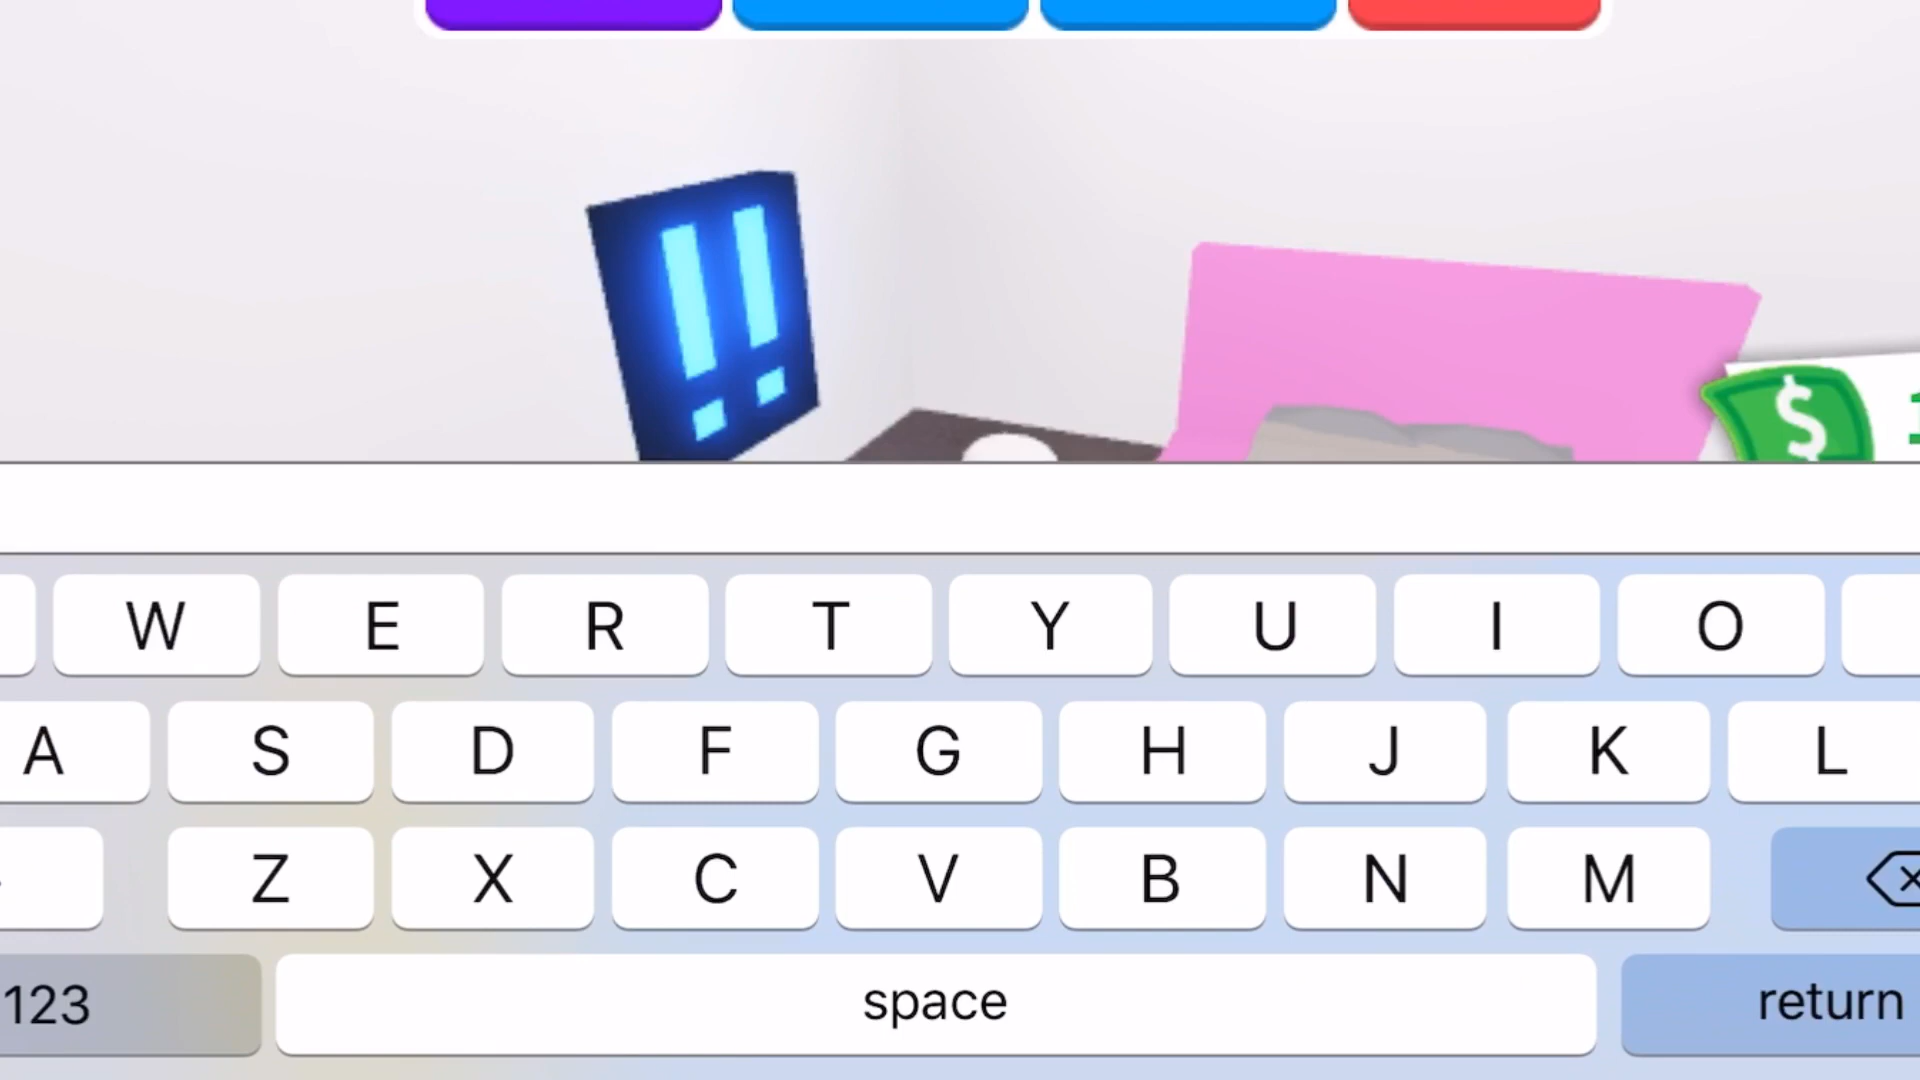 !!
$
W E R T Y U I O
A S D F G H J K L
Z X C V B N M
123
space
return